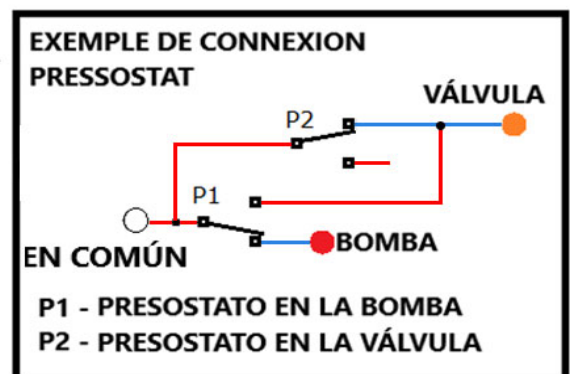 EXEMPLE DE CONNEXION
PRESSOSTAT
VÁLVULA
P2
P1
EN COMÚN
BOMBA
P1 - PRESOSTATO EN LA BOMBA
P2 - PRESOSTATO EN LA VÁLVULA